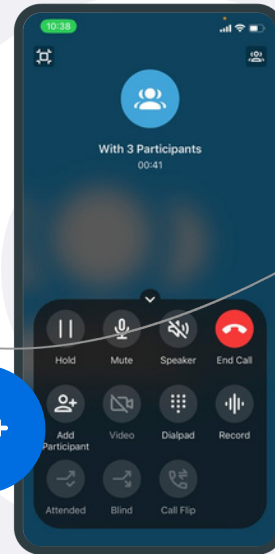 10:38
With 3 Participants
00:41
Hold Mute Speaker End Call
Add Video Dialpad Record
Participant
Attended Blind Call Flip